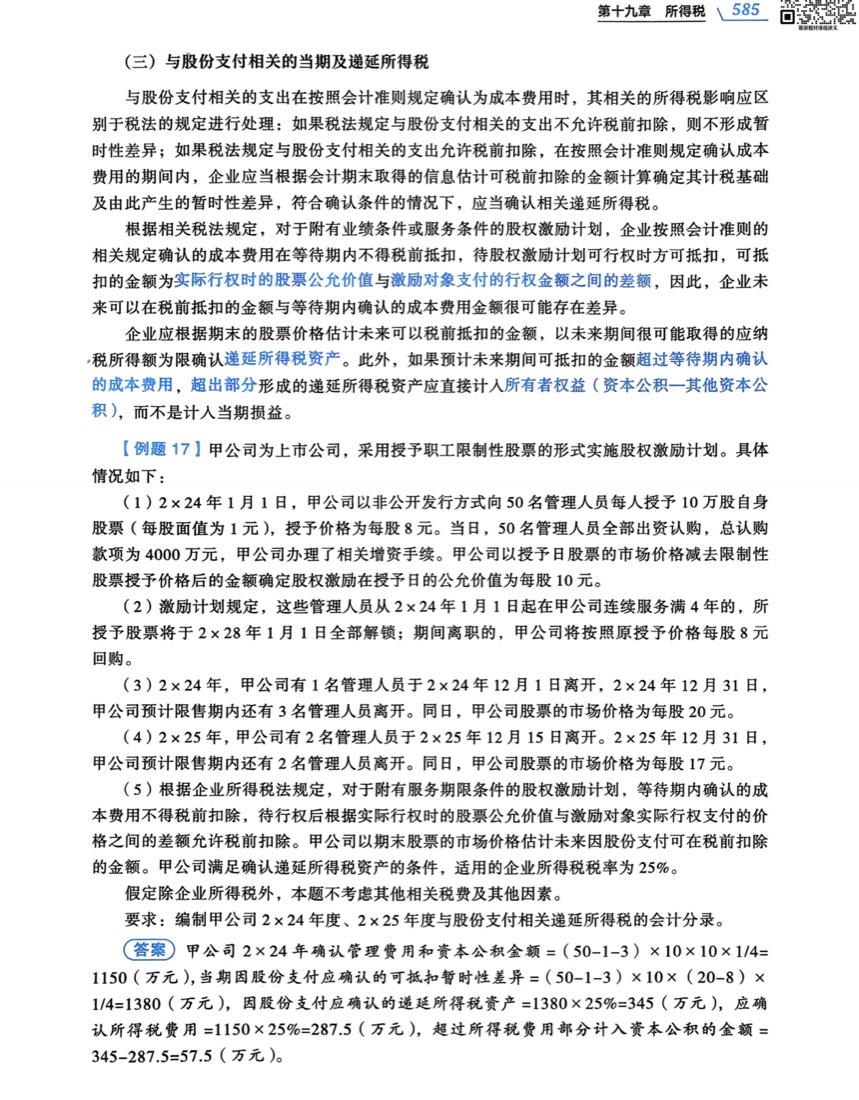 第十九章 所得税 585
（三）与股份支付相关的当期及递延所得税
与股份支付相关的支出在按照会计准则规定确认为成本费用时，其相关的所得税影响应区
别于税法的规定进行处理：如果税法规定与股份支付相关的支出不允许税前扣除，则不形成暂
时性差异；如果税法规定与股份支付相关的支出允许税前扣除，在按照会计准则规定确认成本
费用的期间内，企业应当根据会计期末取得的信息估计可税前扣除的金额计算确定其计税基础
及由此产生的暂时性差异，符合确认条件的情况下，应当确认相关递延所得税。
根据相关税法规定，对于附有业绩条件或服务条件的股权激励计划，企业按照会计准则的
相关规定确认的成本费用在等待期内不得税前抵扣，待股权激励计划可行权时方可抵扣，可抵
扣的金额为实际行权时的股票公允价值与激励对象支付的行权金额之间的差额，因此，企业未
来可以在税前抵扣的金额与等待期内确认的成本费用金额很可能存在差异。
企业应根据期末的股票价格估计未来可以税前抵扣的金额，以未来期间很可能取得的应纳
税所得额为限确认递延所得税资产。此外，如果预计未来期间可抵扣的金额超过等待期内确认
的成本费用，超出部分形成的递延所得税资产应直接计入所有者权益（资本公积—其他资本公
积），而不是计入当期损益。
【例题 17】甲公司为上市公司，采用授予职工限制性股票的形式实施股权激励计划。具体
情况如下：
（1）2×24 年 1 月 1 日，甲公司以非公开发行方式向 50 名管理人员每人授予 10 万股自身
股票（每股面值为 1 元），授予价格为每股 8 元。当日，50 名管理人员全部出资认购，总认购
款项为 4000 万元，甲公司办理了相关增资手续。甲公司以授予日股票的市场价格减去限制性
股票授予价格后的金额确定股权激励在授予日的公允价值为每股 10 元。
（2）激励计划规定，这些管理人员从 2×24 年 1 月 1 日起在甲公司连续服务满 4 年的，所
授予股票将于 2×28 年 1 月 1 日全部解锁；期间离职的，甲公司将按照原授予价格每股 8 元
回购。
（3）2×24 年，甲公司有 1 名管理人员于 2×24 年 12 月 1 日离开，2×24 年 12 月 31 日，
甲公司预计限售期内还有 3 名管理人员离开。同日，甲公司股票的市场价格为每股 20 元。
（4）2×25 年，甲公司有 2 名管理人员于 2×25 年 12 月 15 日离开。2×25 年 12 月 31 日，
甲公司预计限售期内还有 2 名管理人员离开。同日，甲公司股票的市场价格为每股 17 元。
（5）根据企业所得税法规定，对于附有服务期限条件的股权激励计划，等待期内确认的成
本费用不得税前扣除，待行权后根据实际行权时的股票公允价值与激励对象实际行权支付的价
格之间的差额允许税前扣除。甲公司以期末股票的市场价格估计未来因股份支付可在税前扣除
的金额。甲公司满足确认递延所得税资产的条件，适用的企业所得税税率为 25%。
假定除企业所得税外，本题不考虑其他相关税费及其他因素。
要求：编制甲公司 2×24 年度、2×25 年度与股份支付相关递延所得税的会计分录。
答案 甲公司 2×24 年确认管理费用和资本公积金额 =（50-1-3）×10×10×1/4=
1150（万元），当期因股份支付应确认的可抵扣暂时性差异 =（50-1-3）×10×（20-8）×
1/4=1380（万元），因股份支付应确认的递延所得税资产 =1380×25%=345（万元），应确
认所得税费用 =1150×25%=287.5（万元），超过所得税费用部分计入资本公积的金额 =
345-287.5=57.5（万元）。